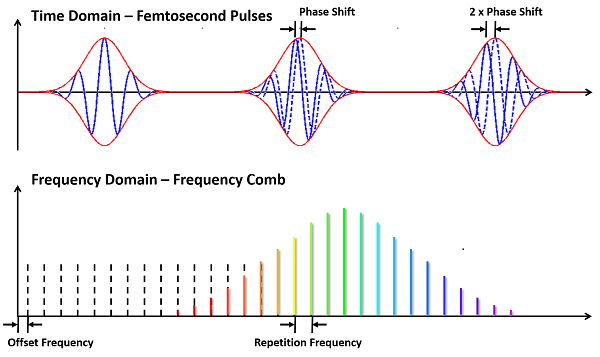 Time Domain – Femtosecond Pulses
Phase Shift
2 x Phase Shift
Frequency Domain – Frequency Comb
Offset Frequency
Repetition Frequency